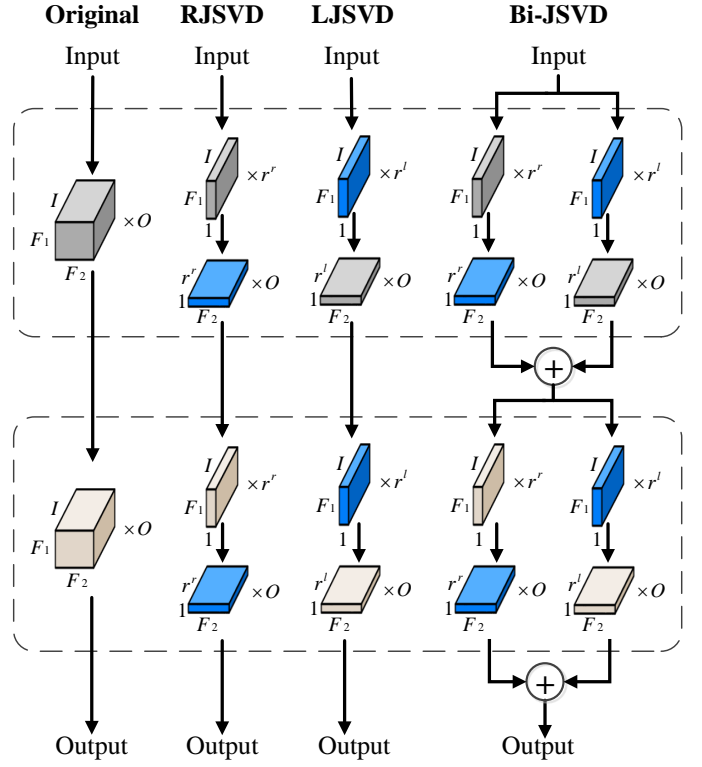 Original RJSVD LJSVD Bi-JSVD
Input Input Input Input
I I I I I
×r^r ×r^l ×r^r ×r^l
F1 F1 F1 F1 F1
×O
F2
1 1 1 1
r^r r^l r^r r^l
×O ×O ×O ×O
1 1 1 1
F2 F2 F2 F2
+
I I I I I
×r^r ×r^l ×r^r ×r^l
F1 F1 F1 F1 F1
×O
F2
1 1 1 1
r^r r^l r^r r^l
×O ×O ×O ×O
1 1 1 1
F2 F2 F2 F2
+
Output Output Output Output